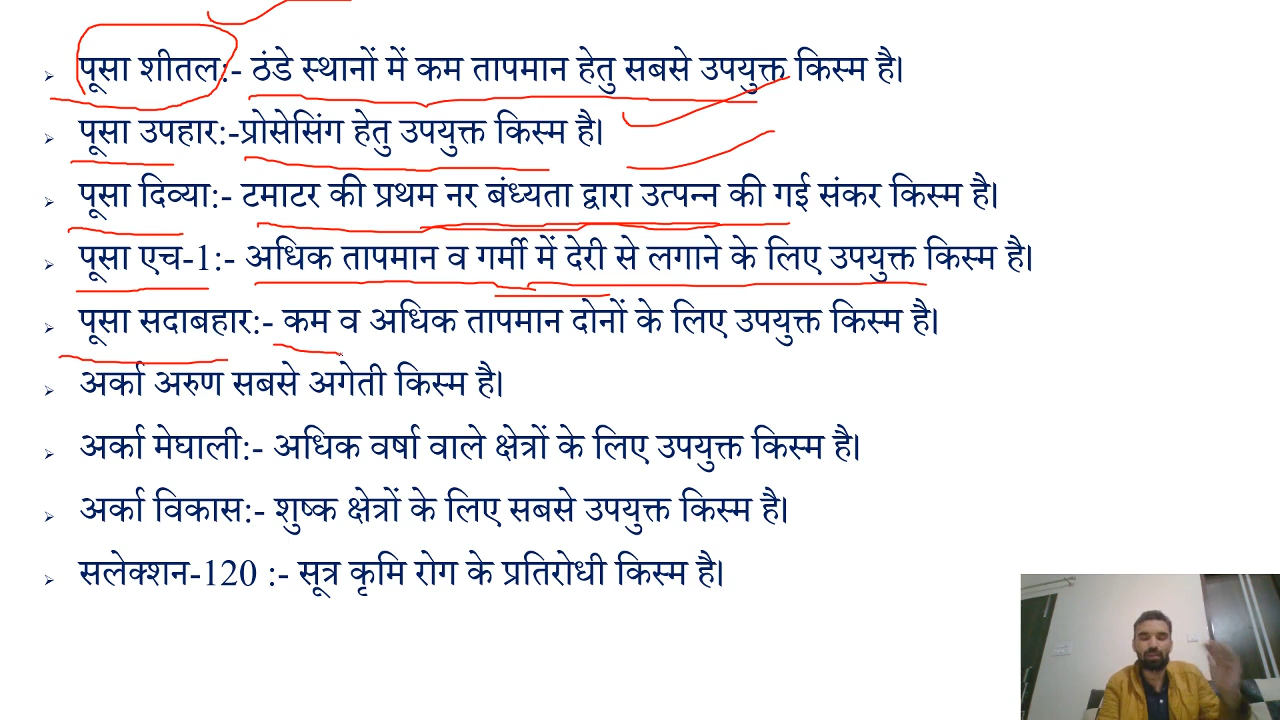 पूसा शीतल:- ठंडे स्थानों में कम तापमान हेतु सबसे उपयुक्त किस्म है।
पूसा उपहार:-प्रोसेसिंग हेतु उपयुक्त किस्म है।
पूसा दिव्या:- टमाटर की प्रथम नर बंध्यता द्वारा उत्पन्न की गई संकर किस्म है।
पूसा एच-1:- अधिक तापमान व गर्मी में देरी से लगाने के लिए उपयुक्त किस्म है।
पूसा सदाबहार:- कम व अधिक तापमान दोनों के लिए उपयुक्त किस्म है।
अर्का अरुण सबसे अगेती किस्म है।
अर्का मेघाली:- अधिक वर्षा वाले क्षेत्रों के लिए उपयुक्त किस्म है।
अर्का विकास:- शुष्क क्षेत्रों के लिए सबसे उपयुक्त किस्म है।
सलेक्शन-120 :- सूत्र कृमि रोग के प्रतिरोधी किस्म है।